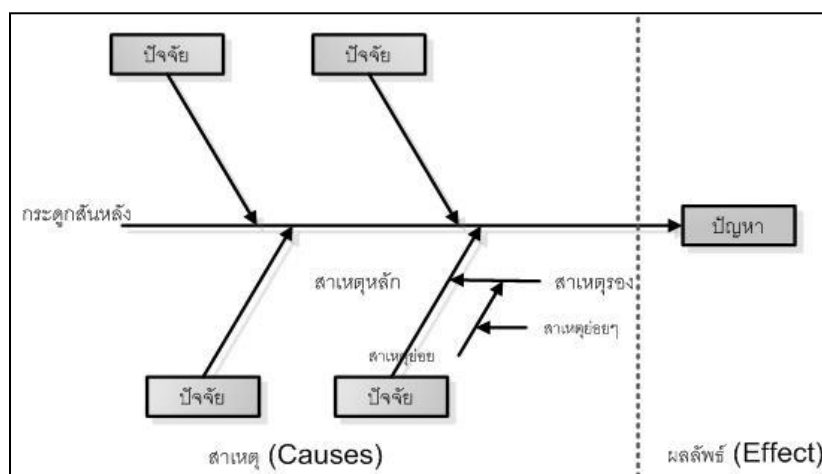 ปัจจัย
ปัจจัย
กระดูกสันหลัง
ปัญหา
สาเหตุหลัก
สาเหตุรอง
สาเหตุย่อยๆ
สาเหตุย่อย
ปัจจัย
ปัจจัย
สาเหตุ (Causes)
ผลลัพธ์ (Effect)